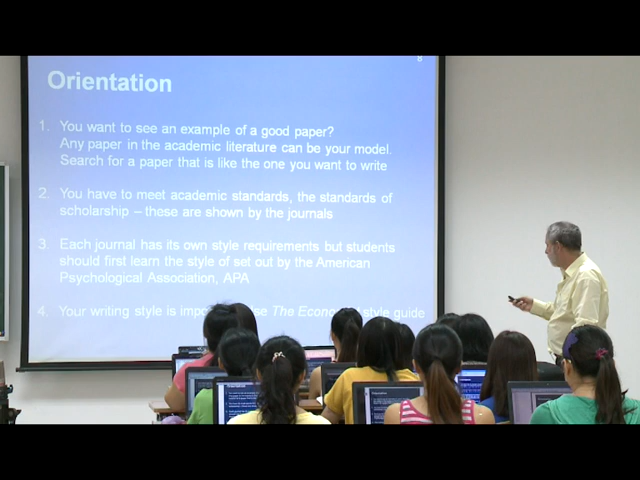 8
Orientation
1. You want to see an example of a good paper?
Any paper in the academic literature can be your model.
Search for a paper that is like the one you want to write
2. You have to meet academic standards, the standards of
scholarship – these are shown by the journals
3. Each journal has its own style requirements but students
should first learn the style of set out by the American
Psychological Association, APA
4. Your writing style is The style guide